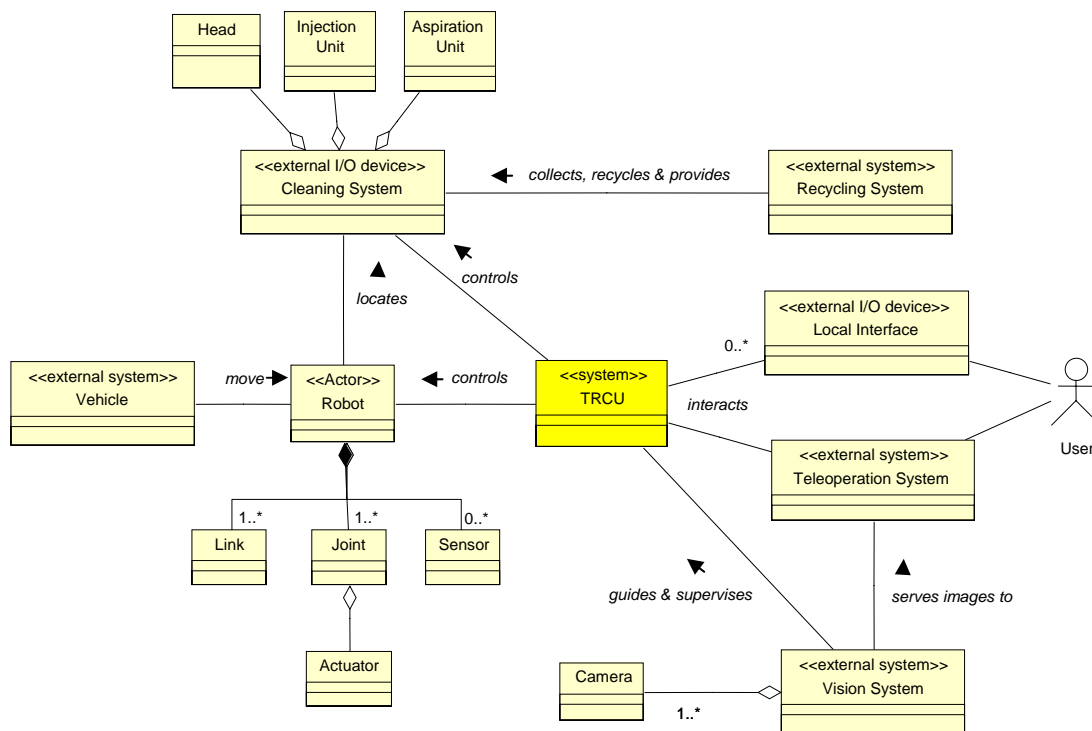 Head
Injection
Unit
Aspiration
Unit
<<external I/O device>>
Cleaning System
collects, recycles & provides
<<external system>>
Recycling System
locates
controls
<<external I/O device>>
Local Interface
0..*
<<external system>>
Vehicle
move
<<Actor>>
Robot
controls
<<system>>
TRCU
interacts
User
<<external system>>
Teleoperation System
1..*
1..*
0..*
Link
Joint
Sensor
guides & supervises
serves images to
Actuator
Camera
1..*
<<external system>>
Vision System